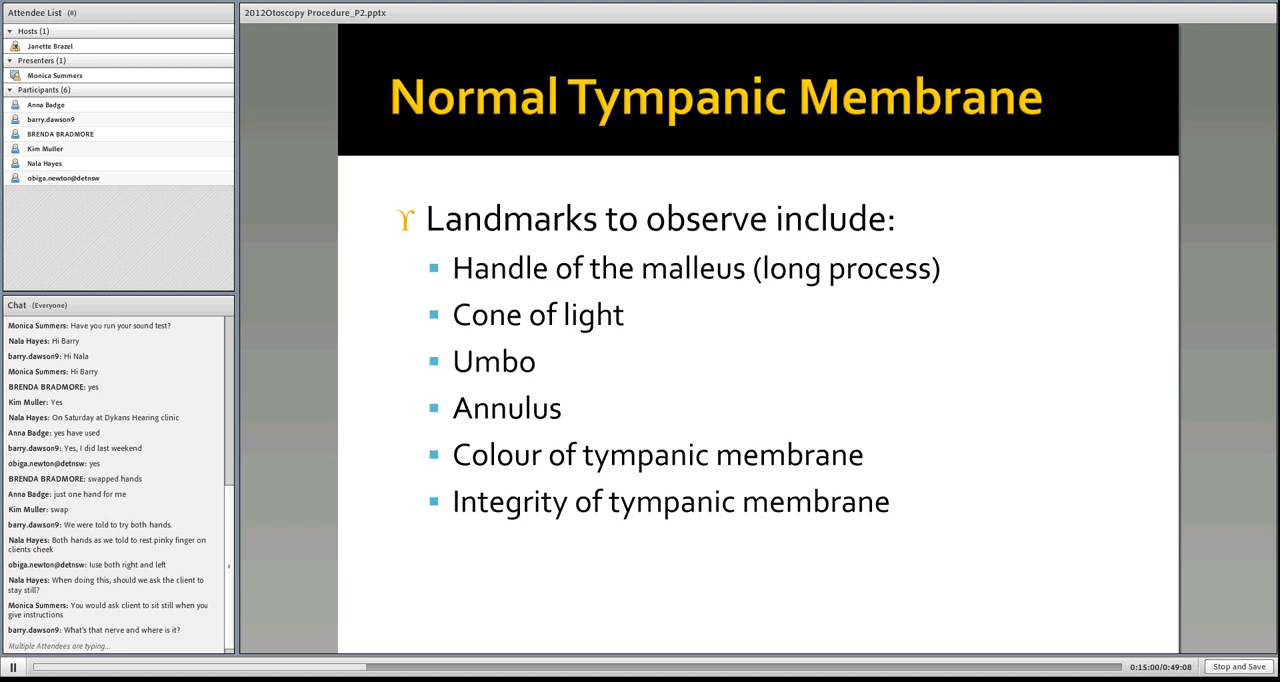 Attendee List (8)
Hosts (1)
Janette Brazel
Presenters (1)
Monica Summers
Participants (6)
Anna Badge
barry.dawson9
BRENDA BRADMORE
Kim Muller
Nala Hayes
obiga.newton@detnsw
Chat (Everyone)
Monica Summers: Have you run your sound test?
Nala Hayes: Hi Barry
barry.dawson9: Hi Nala
Monica Summers: Hi Barry
BRENDA BRADMORE: yes
Kim Muller: Yes
Nala Hayes: On Saturday at Dykans Hearing clinic
Anna Badge: yes have used
barry.dawson9: Yes, I did last weekend
obiga.newton@detnsw: yes
BRENDA BRADMORE: swapped hands
Anna Badge: just one hand for me
Kim Muller: swap
barry.dawson9: We were told to try both hands.
Nala Hayes: Both hands as we told to rest pinky finger on
clients cheek
obiga.newton@detnsw: Iuse both right and left
Nala Hayes: When doing this, should we ask the client to
stay still?
Monica Summers: You would ask client to sit still when you
give instructions
barry.dawson9: What's that nerve and where is it?
Multiple Attendees are typing...
2012Otoscopy Procedure_P2.pptx
Normal Tympanic Membrane
Landmarks to observe include:
Handle of the malleus (long process)
Cone of light
Umbo
Annulus
Colour of tympanic membrane
Integrity of tympanic membrane
0:15:00/0:49:08
Stop and Save